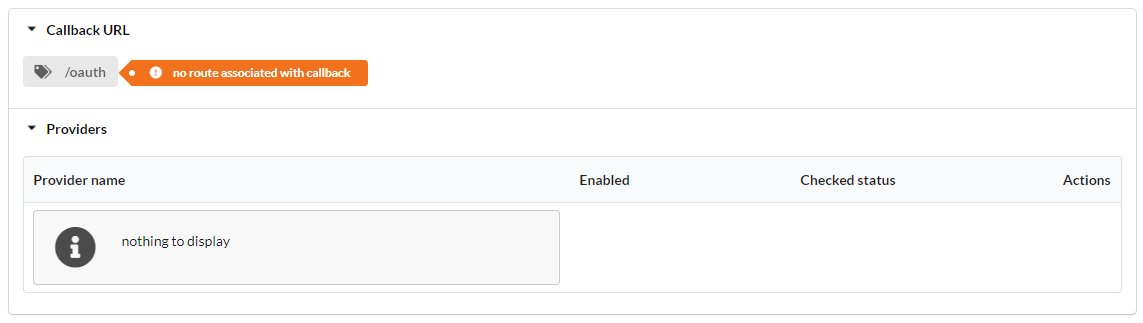 Callback URL
/oauth no route associated with callback
Providers
Provider name Enabled Checked status Actions
nothing to display